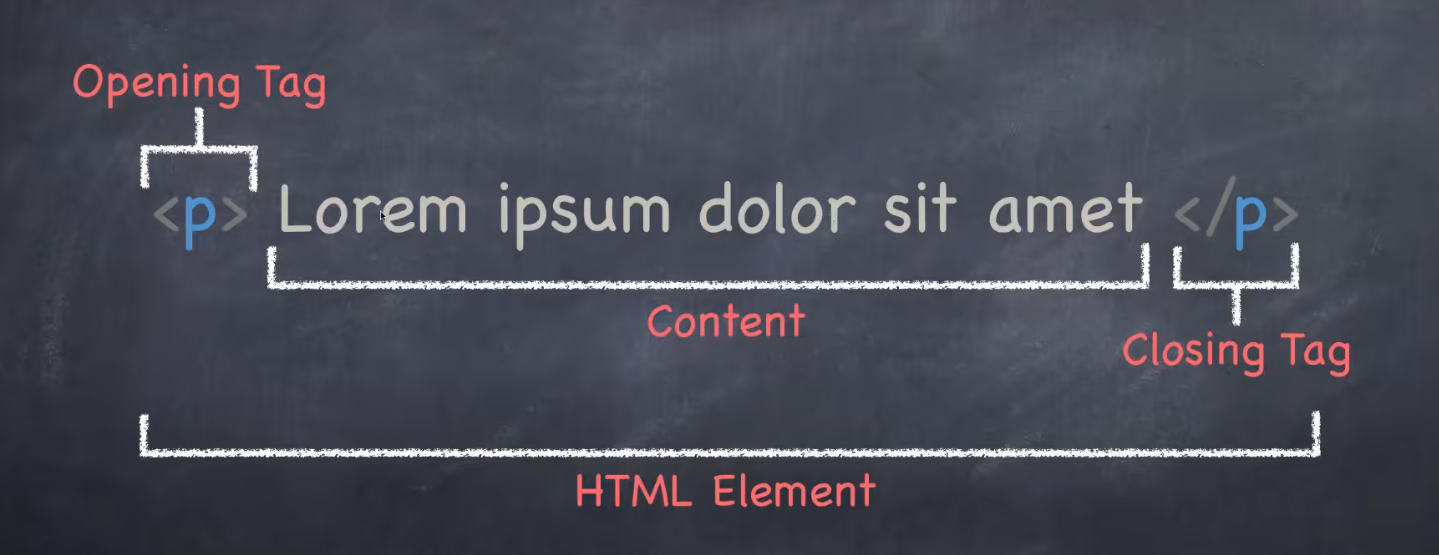 Opening Tag
<p> Lorem ipsum dolor sit amet </p>
Content
Closing Tag
HTML Element